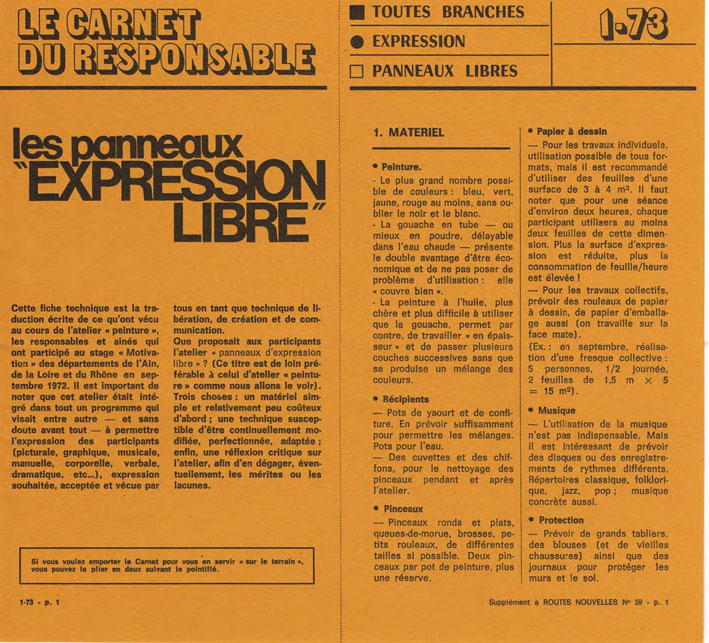 LE CARNET
DU RESPONSABLE
les panneaux
"EXPRESSION
LIBRE"
Cette fiche technique est la tra-
duction écrite de ce qu'ont vécu
au cours de l'atelier « peinture »,
les responsables et aînés qui
ont participé au stage « Motiva-
tion » des départements de l'Ain,
de la Loire et du Rhône en sep-
tembre 1972. Il est important de
noter que cet atelier était inté-
gré dans tout un programme qui
visait entre autre — et sans
doute avant tout — à permettre
l'expression des participants
(picturale, graphique, musicale,
manuelle, corporelle, verbale,
dramatique, etc...), expression
souhaitée, acceptée et vécue par
tous en tant que technique de li-
bération, de création et de com-
munication.
Que proposait aux participants
l'atelier « panneaux d'expression
libre » ? (Ce titre est de loin pré-
férable à celui d'atelier « peintu-
re » comme nous allons le voir).
Trois choses : un matériel sim-
ple et relativement peu coûteux
d'abord ; une technique suscep-
tible d'être continuellement mo-
difiée, perfectionnée, adaptée ;
enfin, une réflexion critique sur
l'atelier, afin d'en dégager, éven-
tuellement, les mérites ou les
lacunes.
Si vous voulez emporter le Carnet pour vous en servir « sur le terrain »,
vous pouvez le plier en deux suivant le pointillé.
1-73 - p. 1
TOUTES BRANCHES
EXPRESSION
PANNEAUX LIBRES
1-73
1. MATERIEL
• Peinture.
- Le plus grand nombre possi-
ble de couleurs : bleu, vert,
jaune, rouge au moins, sans ou-
blier le noir et le blanc.
- La gouache en tube — ou
mieux en poudre, délayable
dans l'eau chaude — présente
le double avantage d'être éco-
nomique et de ne pas poser de
problème d'utilisation : elle
« couvre bien ».
- La peinture à l'huile, plus
chère et plus difficile à utiliser
que la gouache, permet par
contre, de travailler « en épais-
seur » et de passer plusieurs
couches successives sans que
se produise un mélange des
couleurs.
• Récipients
— Pots de yaourt et de confi-
ture. En prévoir suffisamment
pour permettre les mélanges.
Pots pour l'eau.
— Des cuvettes et des chif-
fons, pour le nettoyage des
pinceaux pendant et après
l'atelier.
• Pinceaux
— Pinceaux ronds et plats,
queues-de-morue, brosses, pe-
tits rouleaux, de différentes
tailles si possible. Deux pin-
ceaux par pot de peinture, plus
une réserve.
• Papier à dessin
— Pour les travaux individuels,
utilisation possible de tous for-
mats, mais il est recommandé
d'utiliser des feuilles d'une
surface de 3 à 4 m². Il faut
noter que pour une séance
d'environ deux heures, chaque
participant utilisera au moins
deux feuilles de cette dimen-
sion. Plus la surface d'expres-
sion est réduite, plus la
consommation de feuille/heure
est élevée !
— Pour les travaux collectifs,
prévoir des rouleaux de papier
à dessin, de papier d'emballa-
ge aussi (on travaille sur la
face mate).
(Ex. : en septembre, réalisa-
tion d'une fresque collective :
5 personnes, 1/2 journée,
2 feuilles de 1,5 m × 5
= 15 m²).
• Musique
— L'utilisation de la musique
n'est pas indispensable. Mais
il est intéressant de prévoir
des disques ou des enregistre-
ments de rythmes différents.
Répertoires classique, folklori-
que, jazz, pop ; musique
concrète aussi.
• Protection
— Prévoir de grands tabliers,
des blouses (et de vieilles
chaussures) ainsi que des
journaux pour protéger les
murs et le sol.
Supplément à ROUTES NOUVELLES N° 59 - p. 1